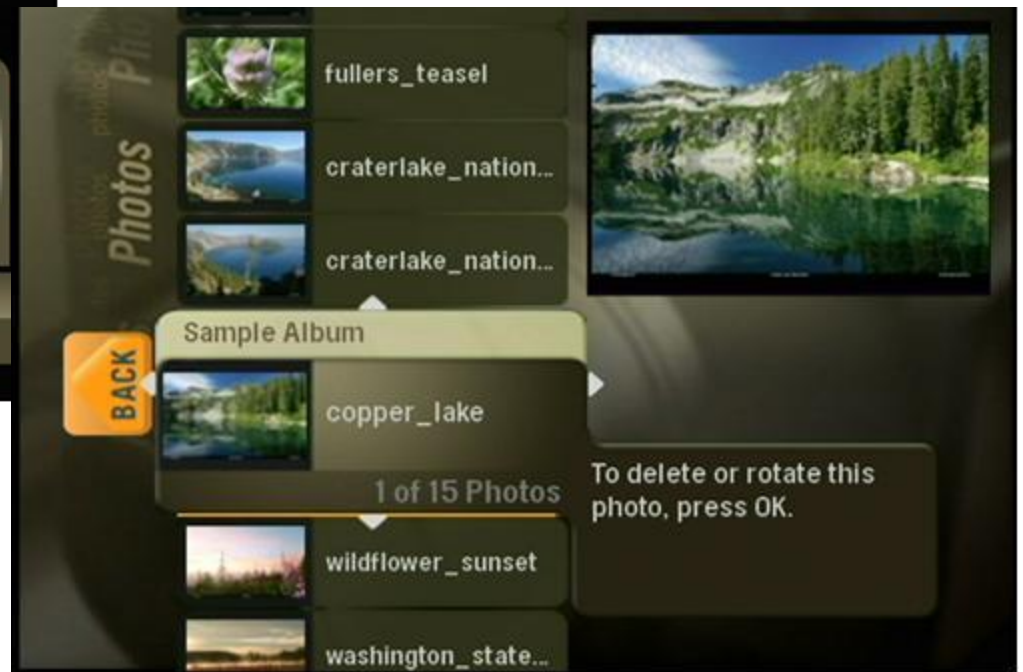 Photos
fullers_teasel
craterlake_nation...
craterlake_nation...
Sample Album
BACK
copper_lake
1 of 15 Photos
To delete or rotate this
photo, press OK.
wildflower_sunset
washington_state...